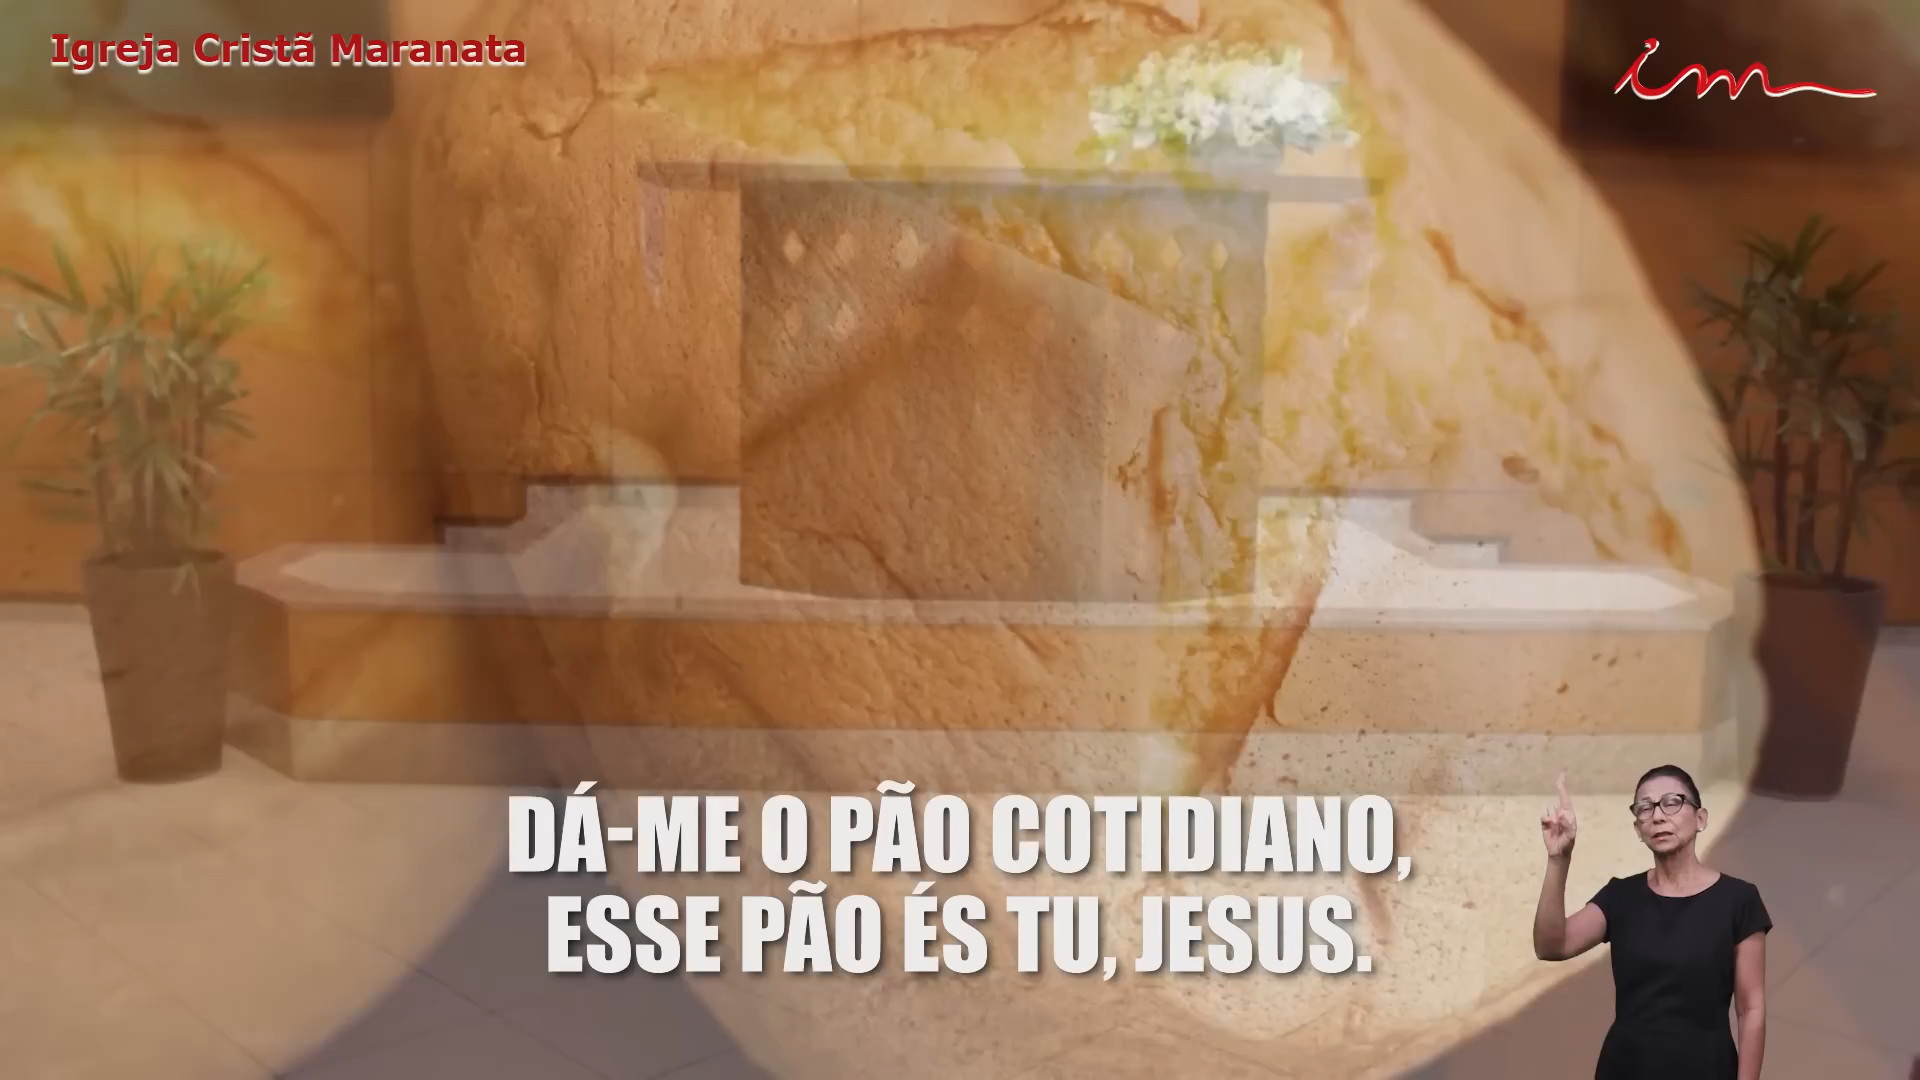 Igreja Cristã Maranata
im
DÁ-ME O PÃO COTIDIANO,
ESSE PÃO ÉS TU, JESUS.